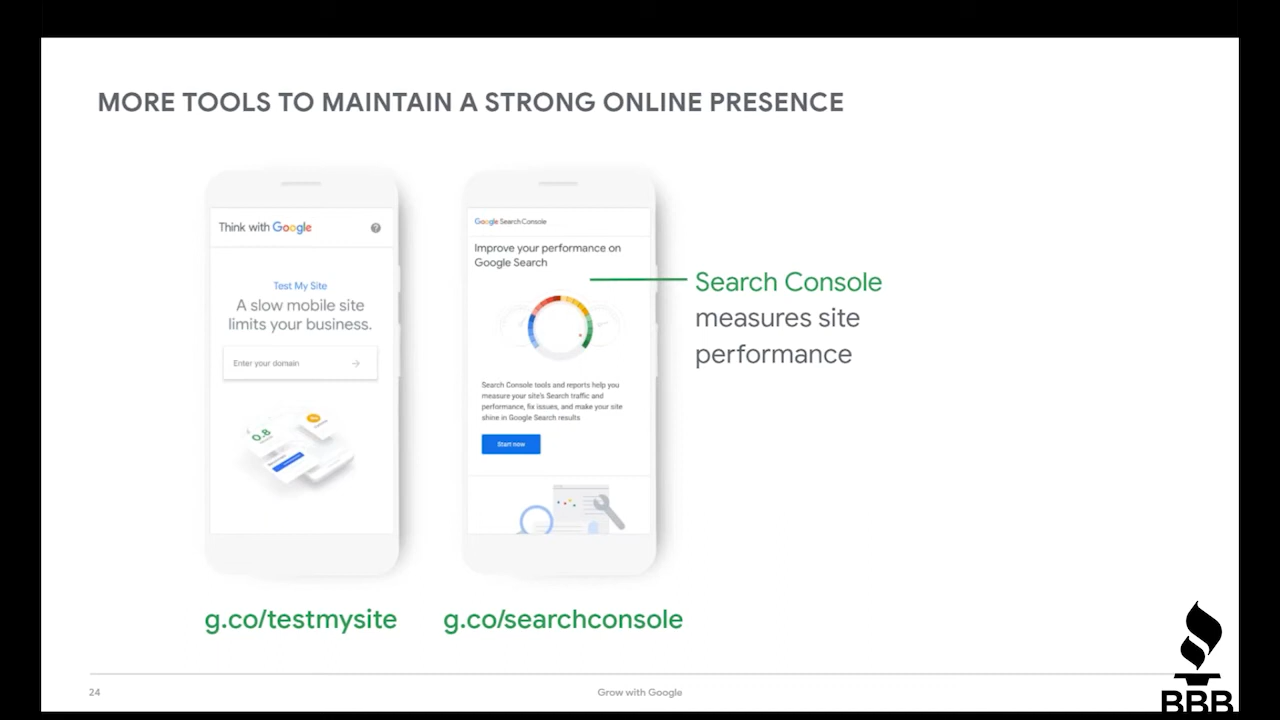 MORE TOOLS TO MAINTAIN A STRONG ONLINE PRESENCE
Think with Google
?
Test My Site
A slow mobile site
limits your business.
Enter your domain
0.8
g.co/testmysite
Google Search Console
Improve your performance on
Google Search
Search Console tools and reports help you
measure your site's Search traffic and
performance, fix issues, and make your site
shine in Google Search results
Start now
g.co/searchconsole
Search Console
measures site
performance
24
Grow with Google
BBB